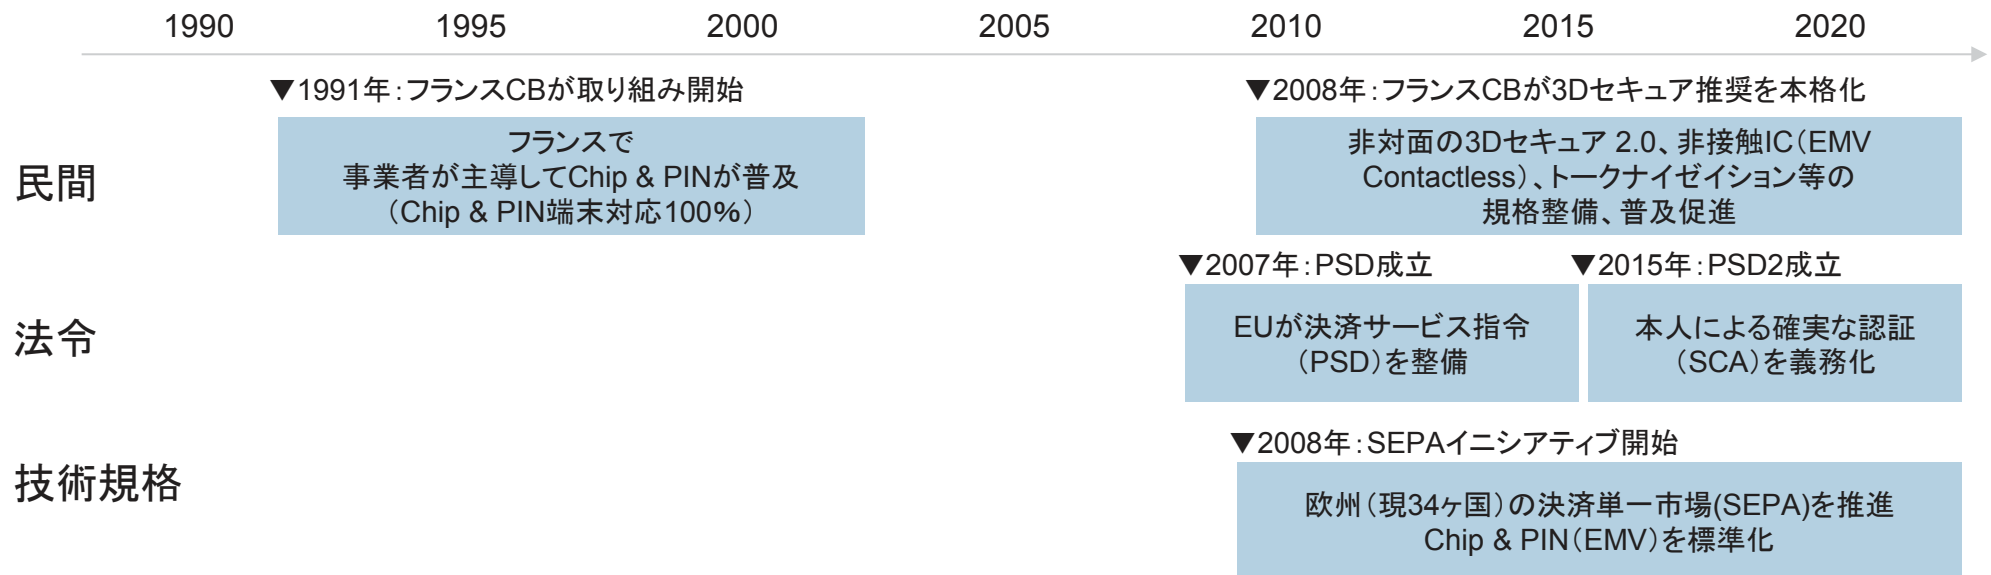 1990 1995 2000 2005 2010 2015 2020
▼1991年：フランスCBが取り組み開始
▼2008年：フランスCBが3Dセキュア推奨を本格化
民間
フランスで
事業者が主導してChip & PINが普及
（Chip & PIN端末対応100％）
非対面の3Dセキュア 2.0、非接触IC（EMV
Contactless）、トークナイゼイション等の
規格整備、普及促進
▼2007年：PSD成立
▼2015年：PSD2成立
法令
EUが決済サービス指令
（PSD）を整備
本人による確実な認証
（SCA）を義務化
▼2008年：SEPAイニシアティブ開始
技術規格
欧州（現34ヶ国）の決済単一市場(SEPA)を推進
Chip & PIN（EMV）を標準化